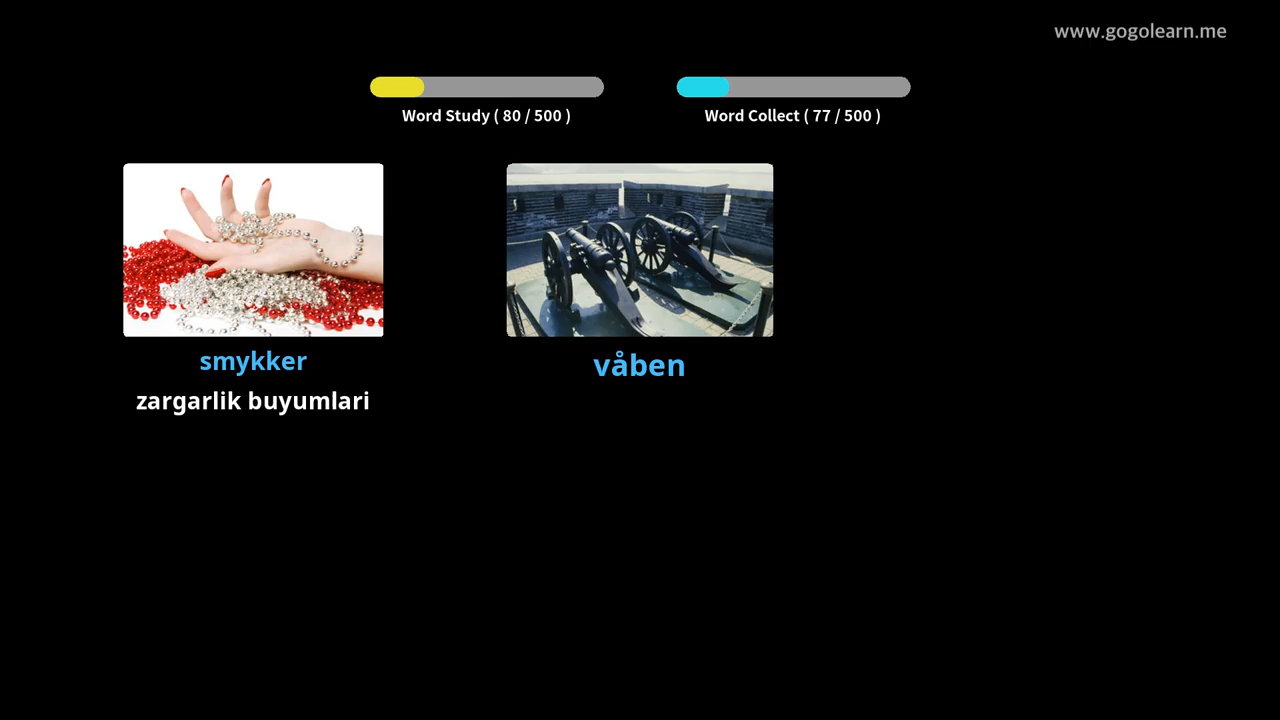 www.gogolearn.me
Word Study ( 80 / 500 )
Word Collect ( 77 / 500 )
smykker
våben
zargarlik buyumlari